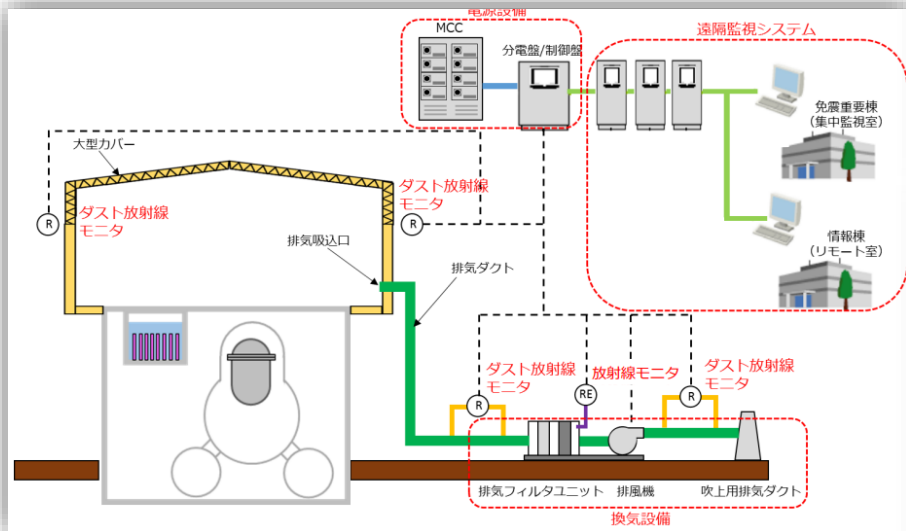 電源設備
MCC
分電盤/制御盤
遠隔監視システム
免震重要棟
（集中監視室）
情報棟
（リモート室）
大型カバー
ダスト放射線
モニタ
R
ダスト放射線
モニタ
R
排気吸込口
排気ダクト
ダスト放射線
モニタ
R
放射線モニタ
RE
ダスト放射線
モニタ
R
排気フィルタユニット
排風機
吹上用排気ダクト
換気設備